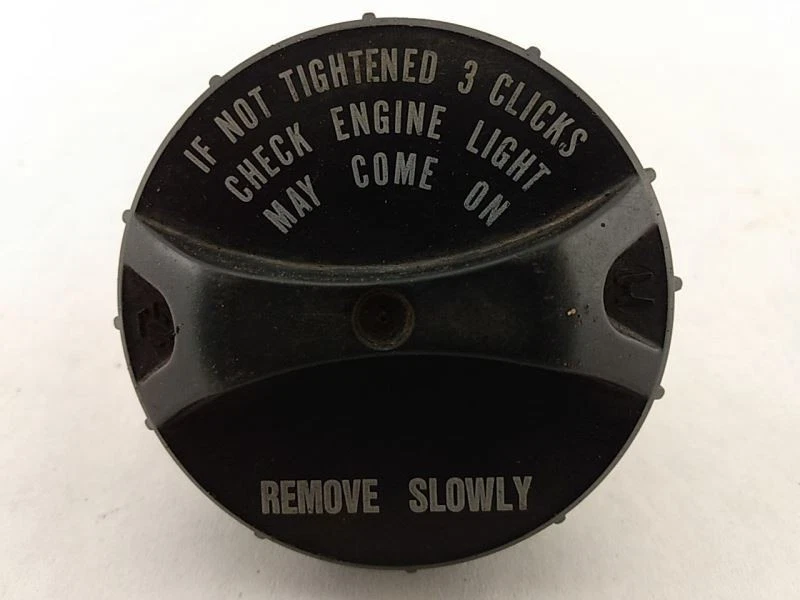 IF NOT TIGHTENED 3 CLICKS
CHECK ENGINE LIGHT
MAY COME ON
REMOVE SLOWLY